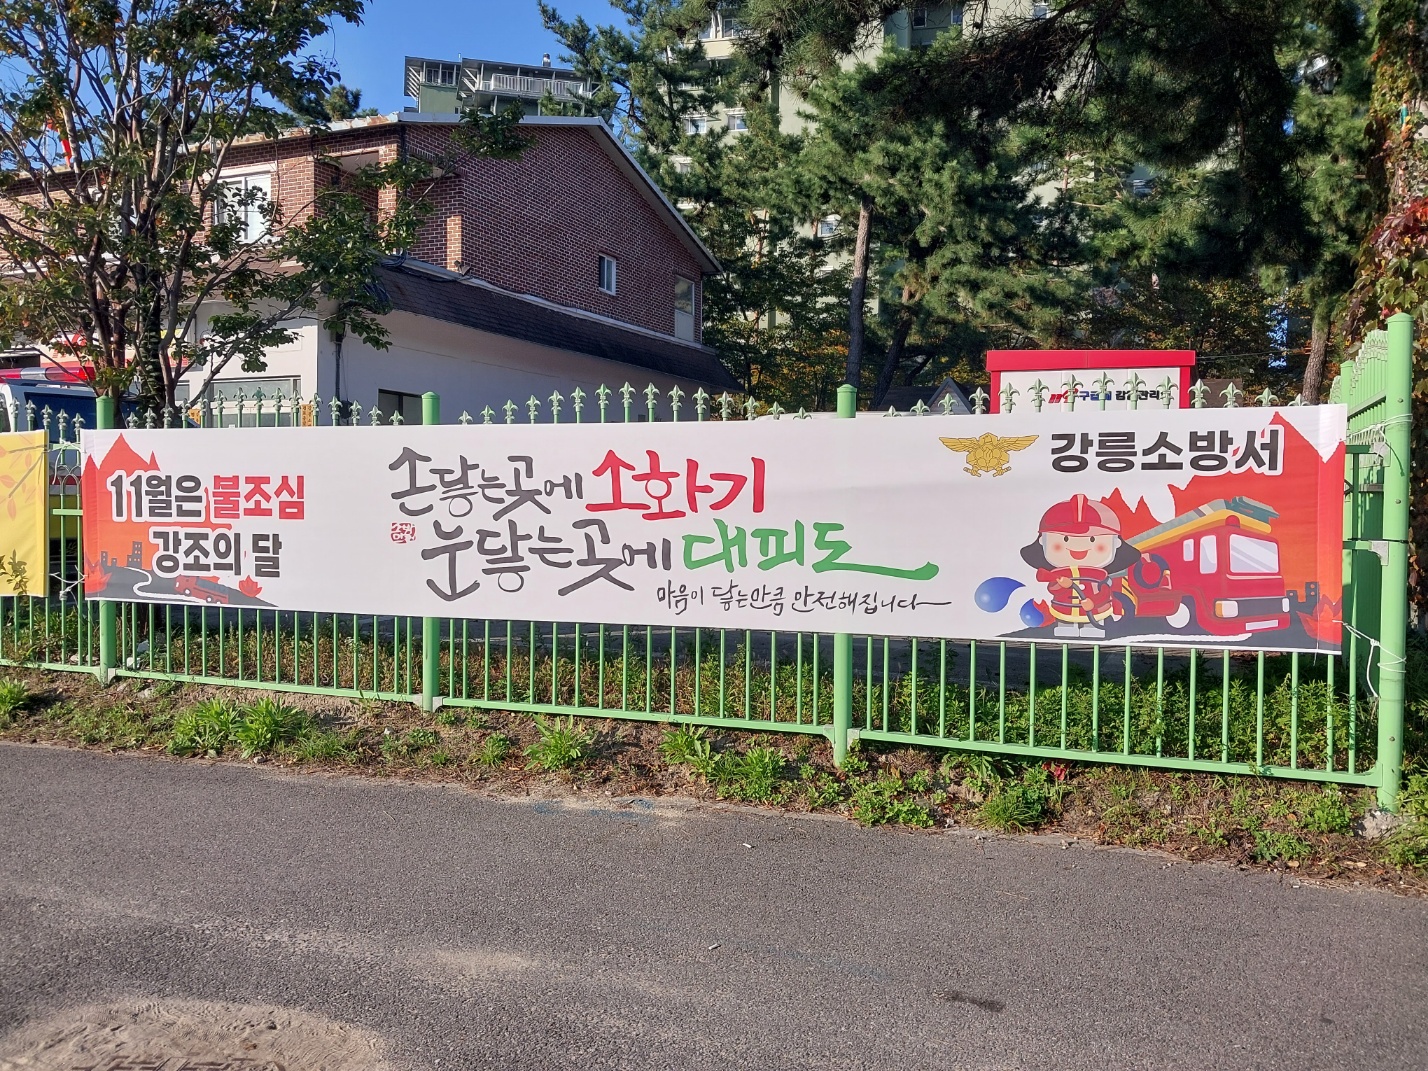 11월은 불조심
강조의 달
손닿는곳에 소화기
눈닿는곳에 대피도
마음이 닿는만큼 안전해집니다
강릉소방서